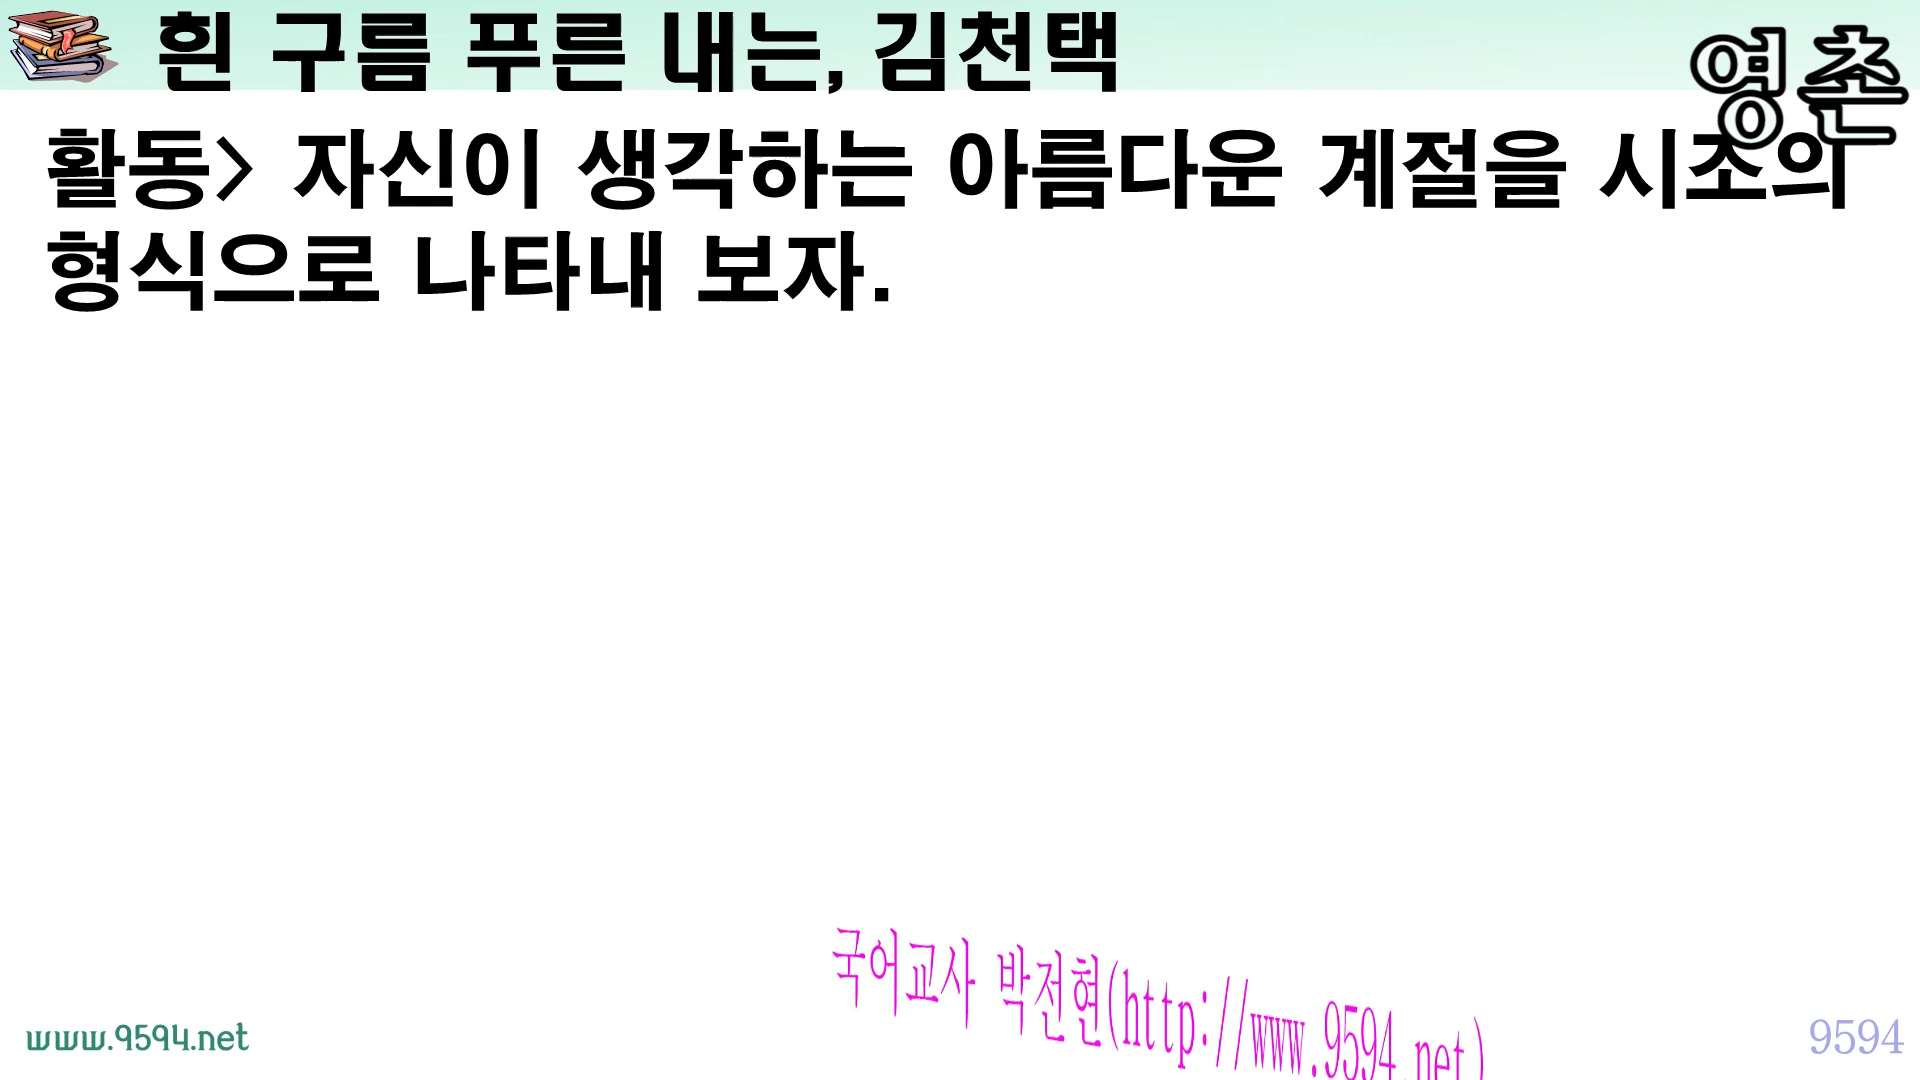 흰 구름 푸른 내는, 김천택
영촌
활동> 자신이 생각하는 아름다운 계절을 시조의
형식으로 나타내 보자.
국어교사 박전현(http://www.9594.net)
www.9594.net
9594